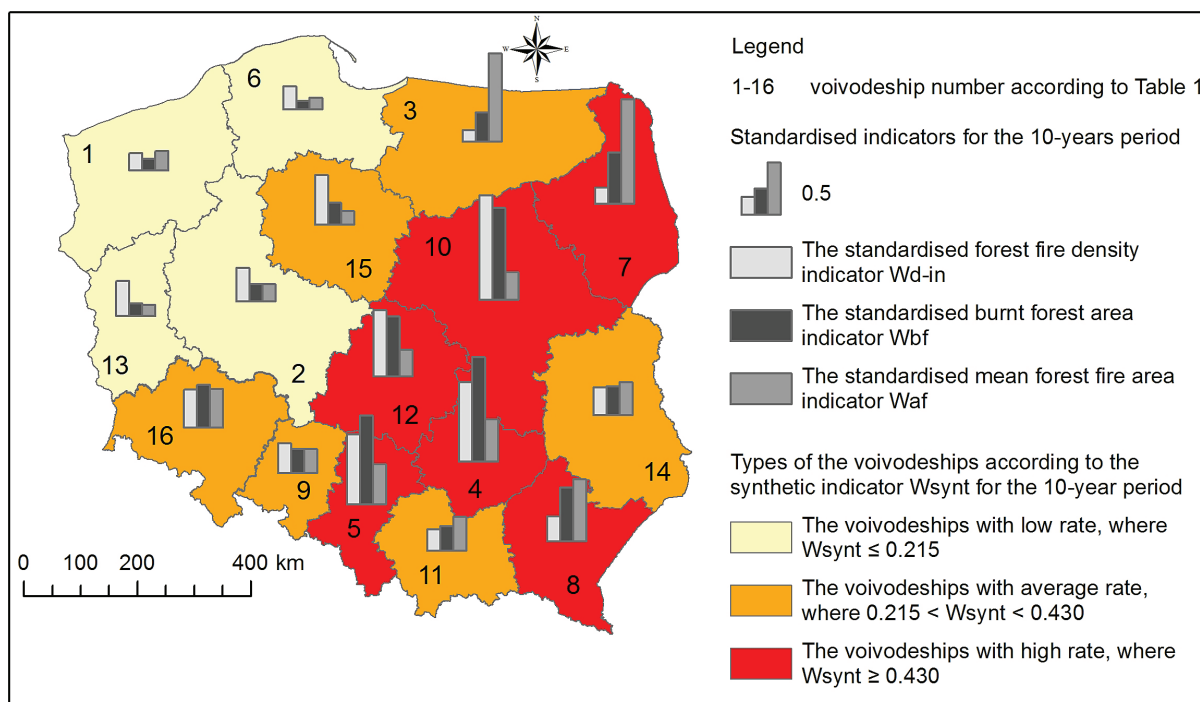 N
W E
S
6
3
1
10
15
7
13
2
12
16
14
9
4
5
11
8
0 100 200 400 km
Legend
1-16 voivodeship number according to Table 1
Standardised indicators for the 10-years period
0.5
The standardised forest fire density
indicator Wd-in
The standardised burnt forest area
indicator Wbf
The standardised mean forest fire area
indicator Waf
Types of the voivodeships according to the
synthetic indicator Wsynt for the 10-year period
The voivodeships with low rate, where
Wsynt ≤ 0.215
The voivodeships with average rate,
where 0.215 < Wsynt < 0.430
The voivodeships with high rate, where
Wsynt ≥ 0.430